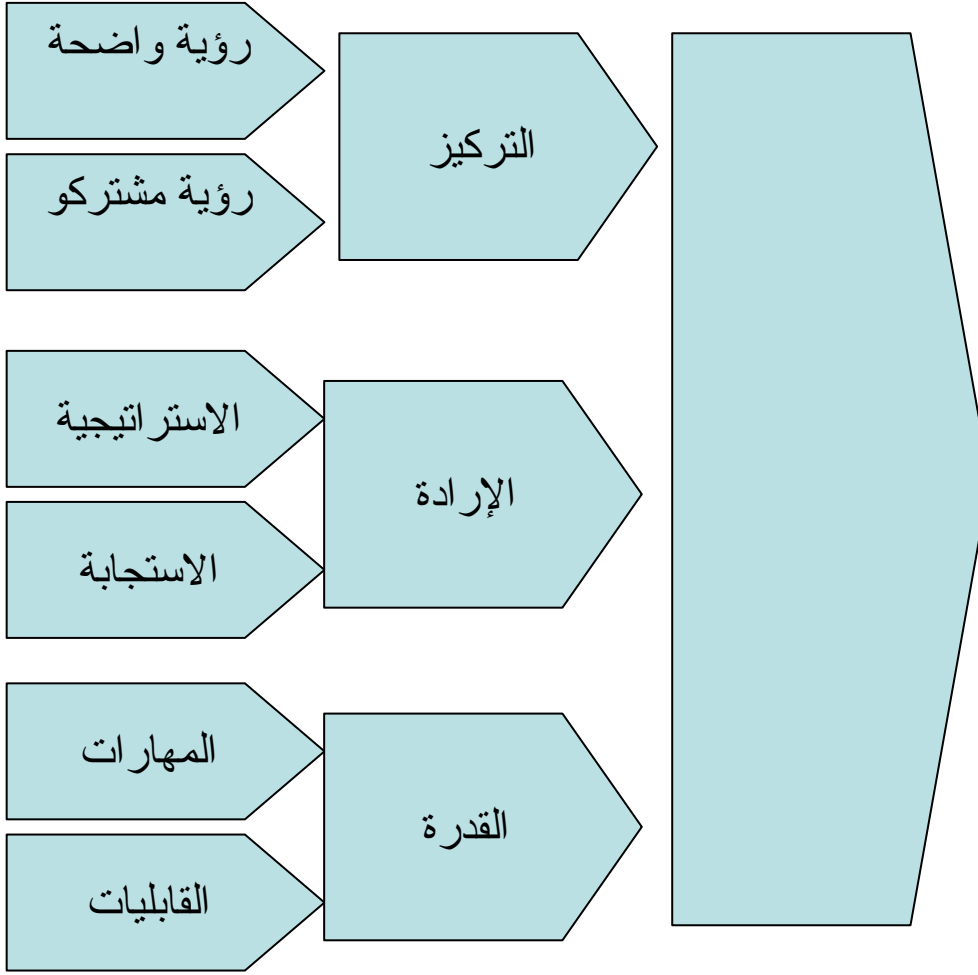 رؤية واضحة
التركيز
رؤية مشتركو
الاستراتيجية
الإرادة
الاستجابة
المهارات
القدرة
القابليات